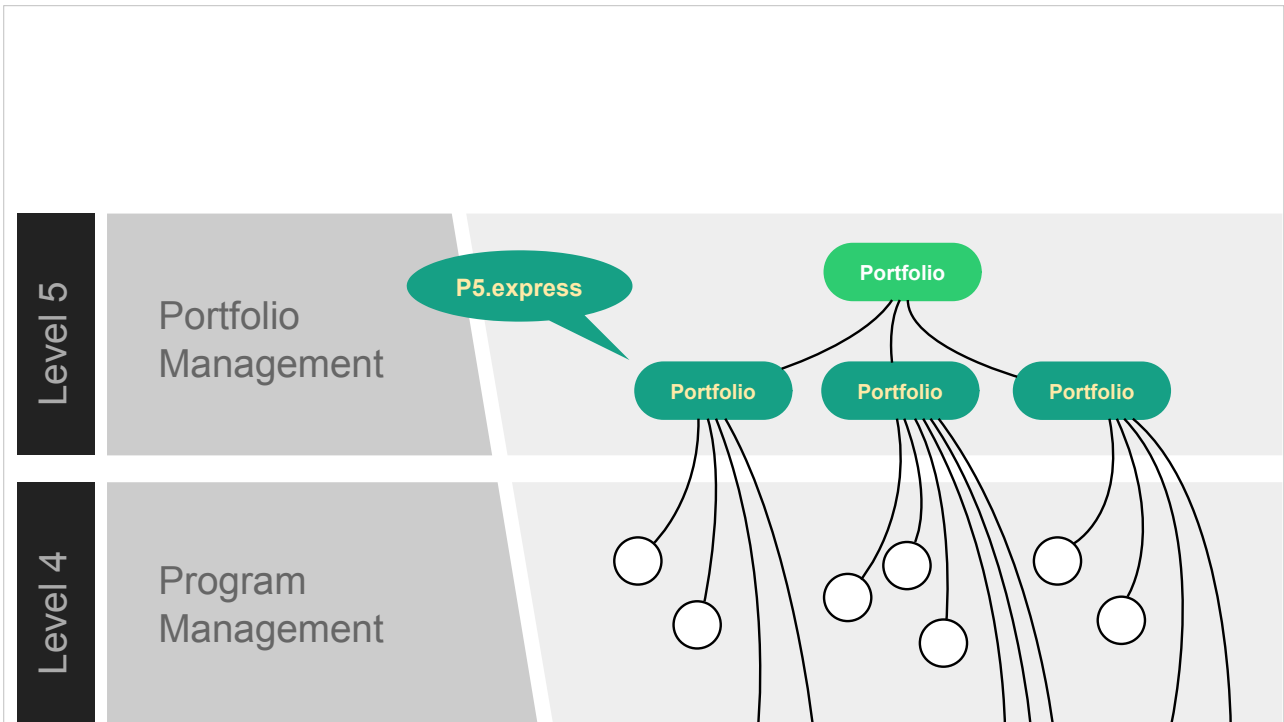 Level 5
Portfolio
Management
P5.express
Portfolio
Portfolio
Portfolio
Portfolio
Level 4
Program
Management